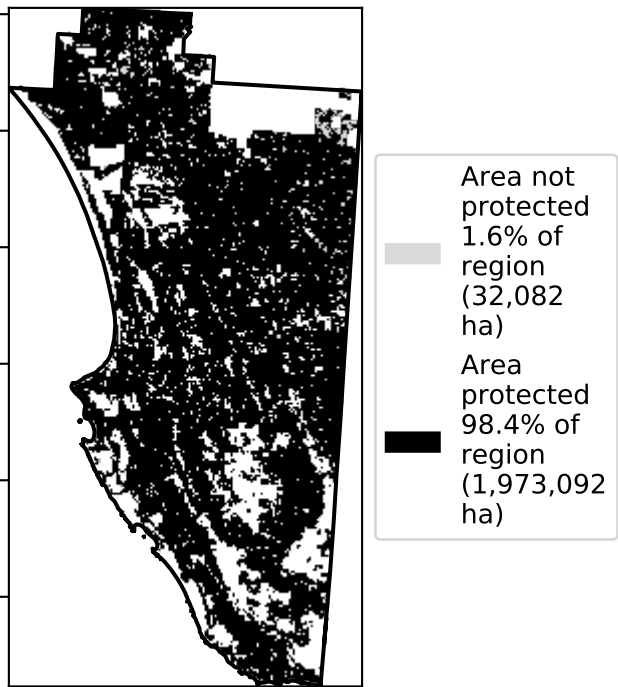 Area not
protected
1.6% of
region
(32,082
ha)
Area
protected
98.4% of
region
(1,973,092
ha)